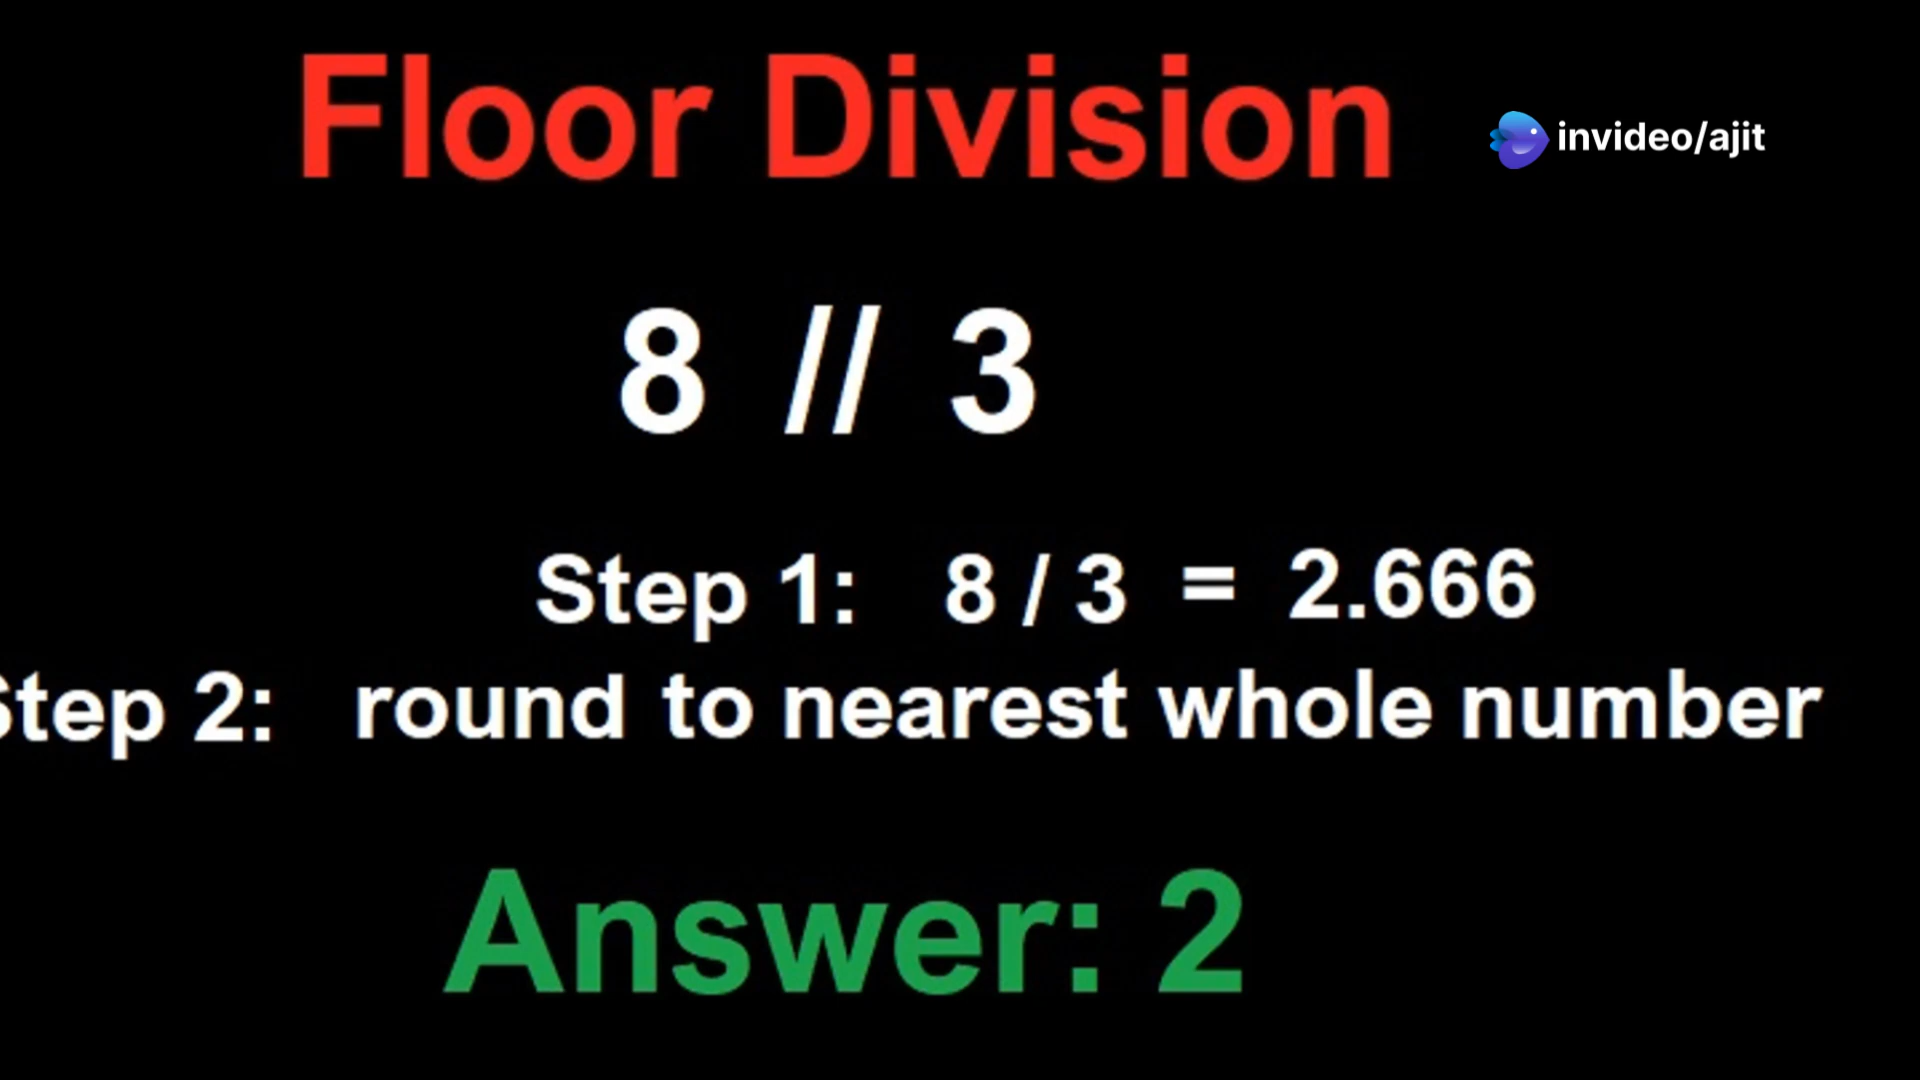 Floor Division
invideo/ajit
8 // 3
Step 1: 8 / 3 = 2.666
Step 2: round to nearest whole number
Answer: 2